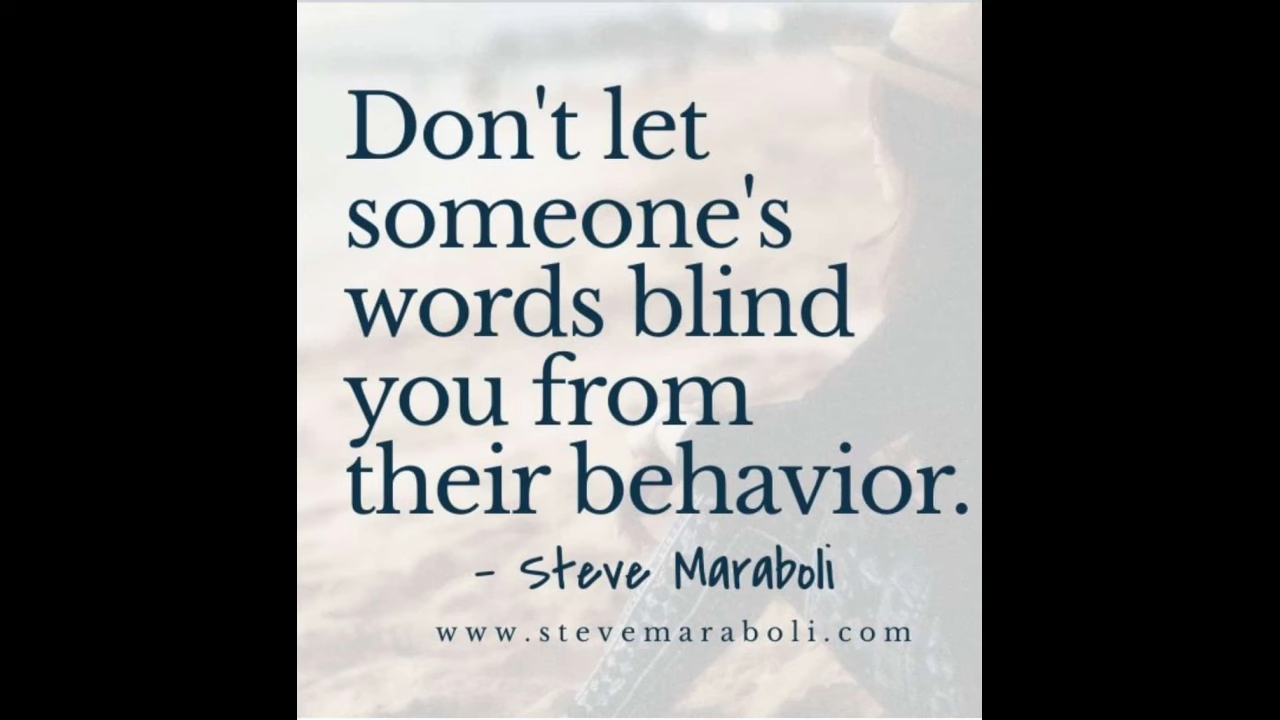 Don't let
someone's
words blind
you from
their behavior.
- Steve Maraboli
www.stevemaraboli.com